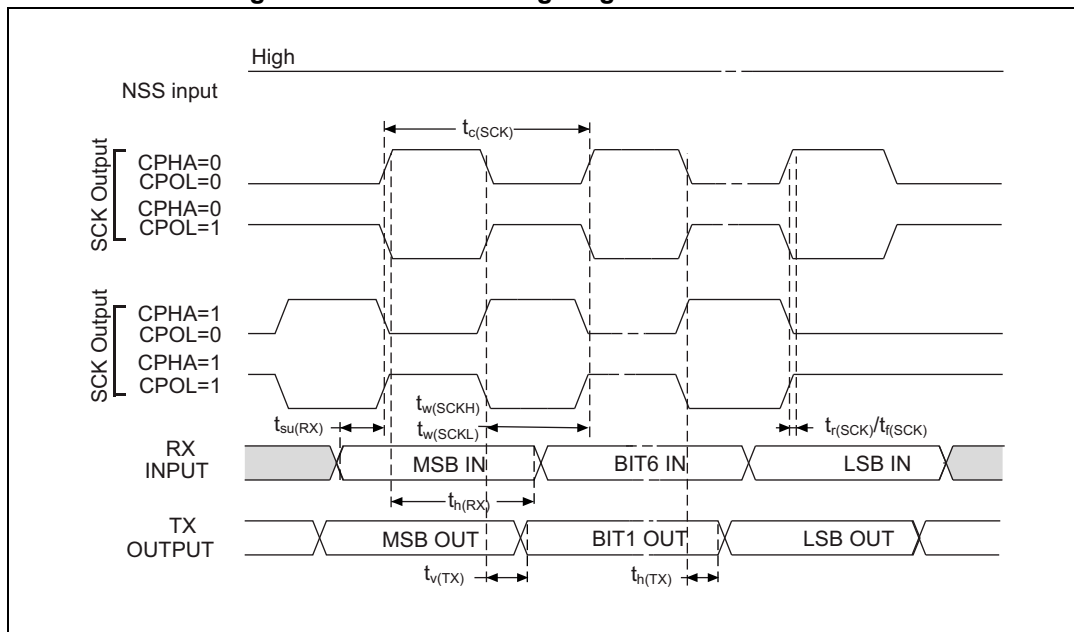 High
NSS input
tc(SCK)
SCK Output
CPHA=0
CPOL=0
CPHA=0
CPOL=1
SCK Output
CPHA=1
CPOL=0
CPHA=1
CPOL=1
tw(SCKH)
tw(SCKL)
tsu(RX)
tr(SCK)/tf(SCK)
RX
INPUT
MSB IN
BIT6 IN
LSB IN
th(RX)
TX
OUTPUT
MSB OUT
BIT1 OUT
LSB OUT
tv(TX)
th(TX)